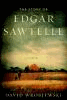 THE STORY OF
EDGAR
SAWTELLE
DAVID WROBLEWSKI